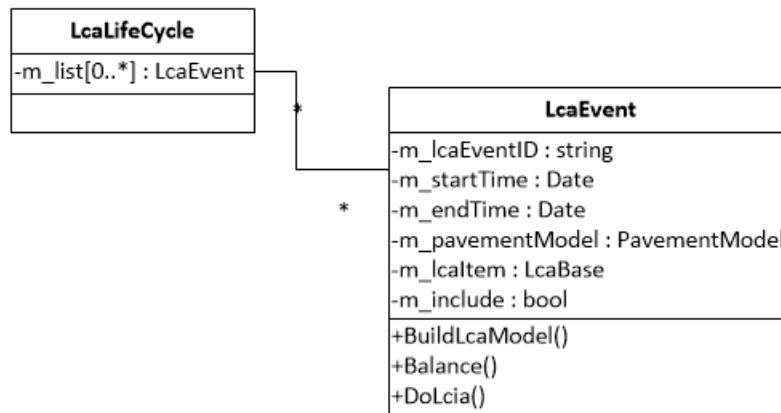 LcaLifeCycle
-m_list[0..*] : LcaEvent
*
*
LcaEvent
-m_lcaEventID : string
-m_startTime : Date
-m_endTime : Date
-m_pavementModel : PavementModel
-m_lcaItem : LcaBase
-m_include : bool
+BuildLcaModel()
+Balance()
+DoLcia()